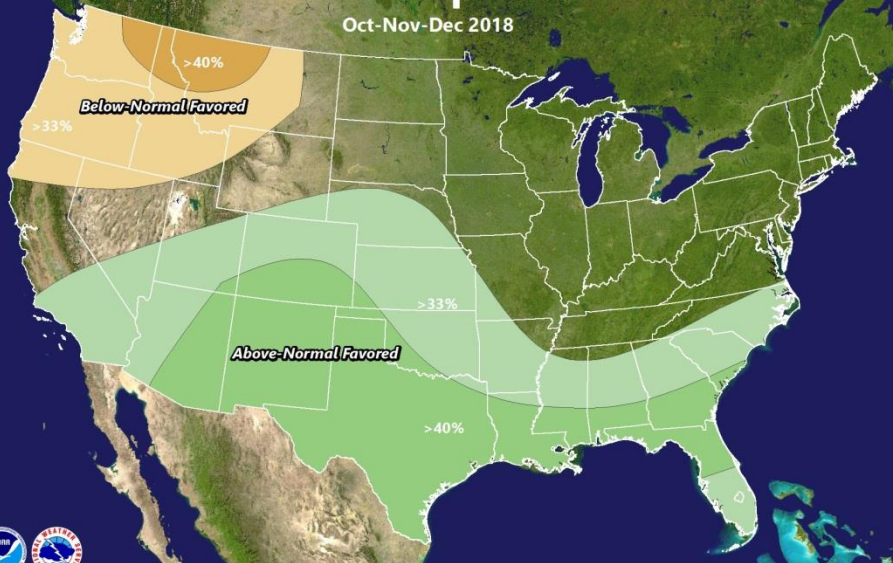 Oct-Nov-Dec 2018
>40%
Below-Normal Favored
>33%
>33%
Above-Normal Favored
>40%